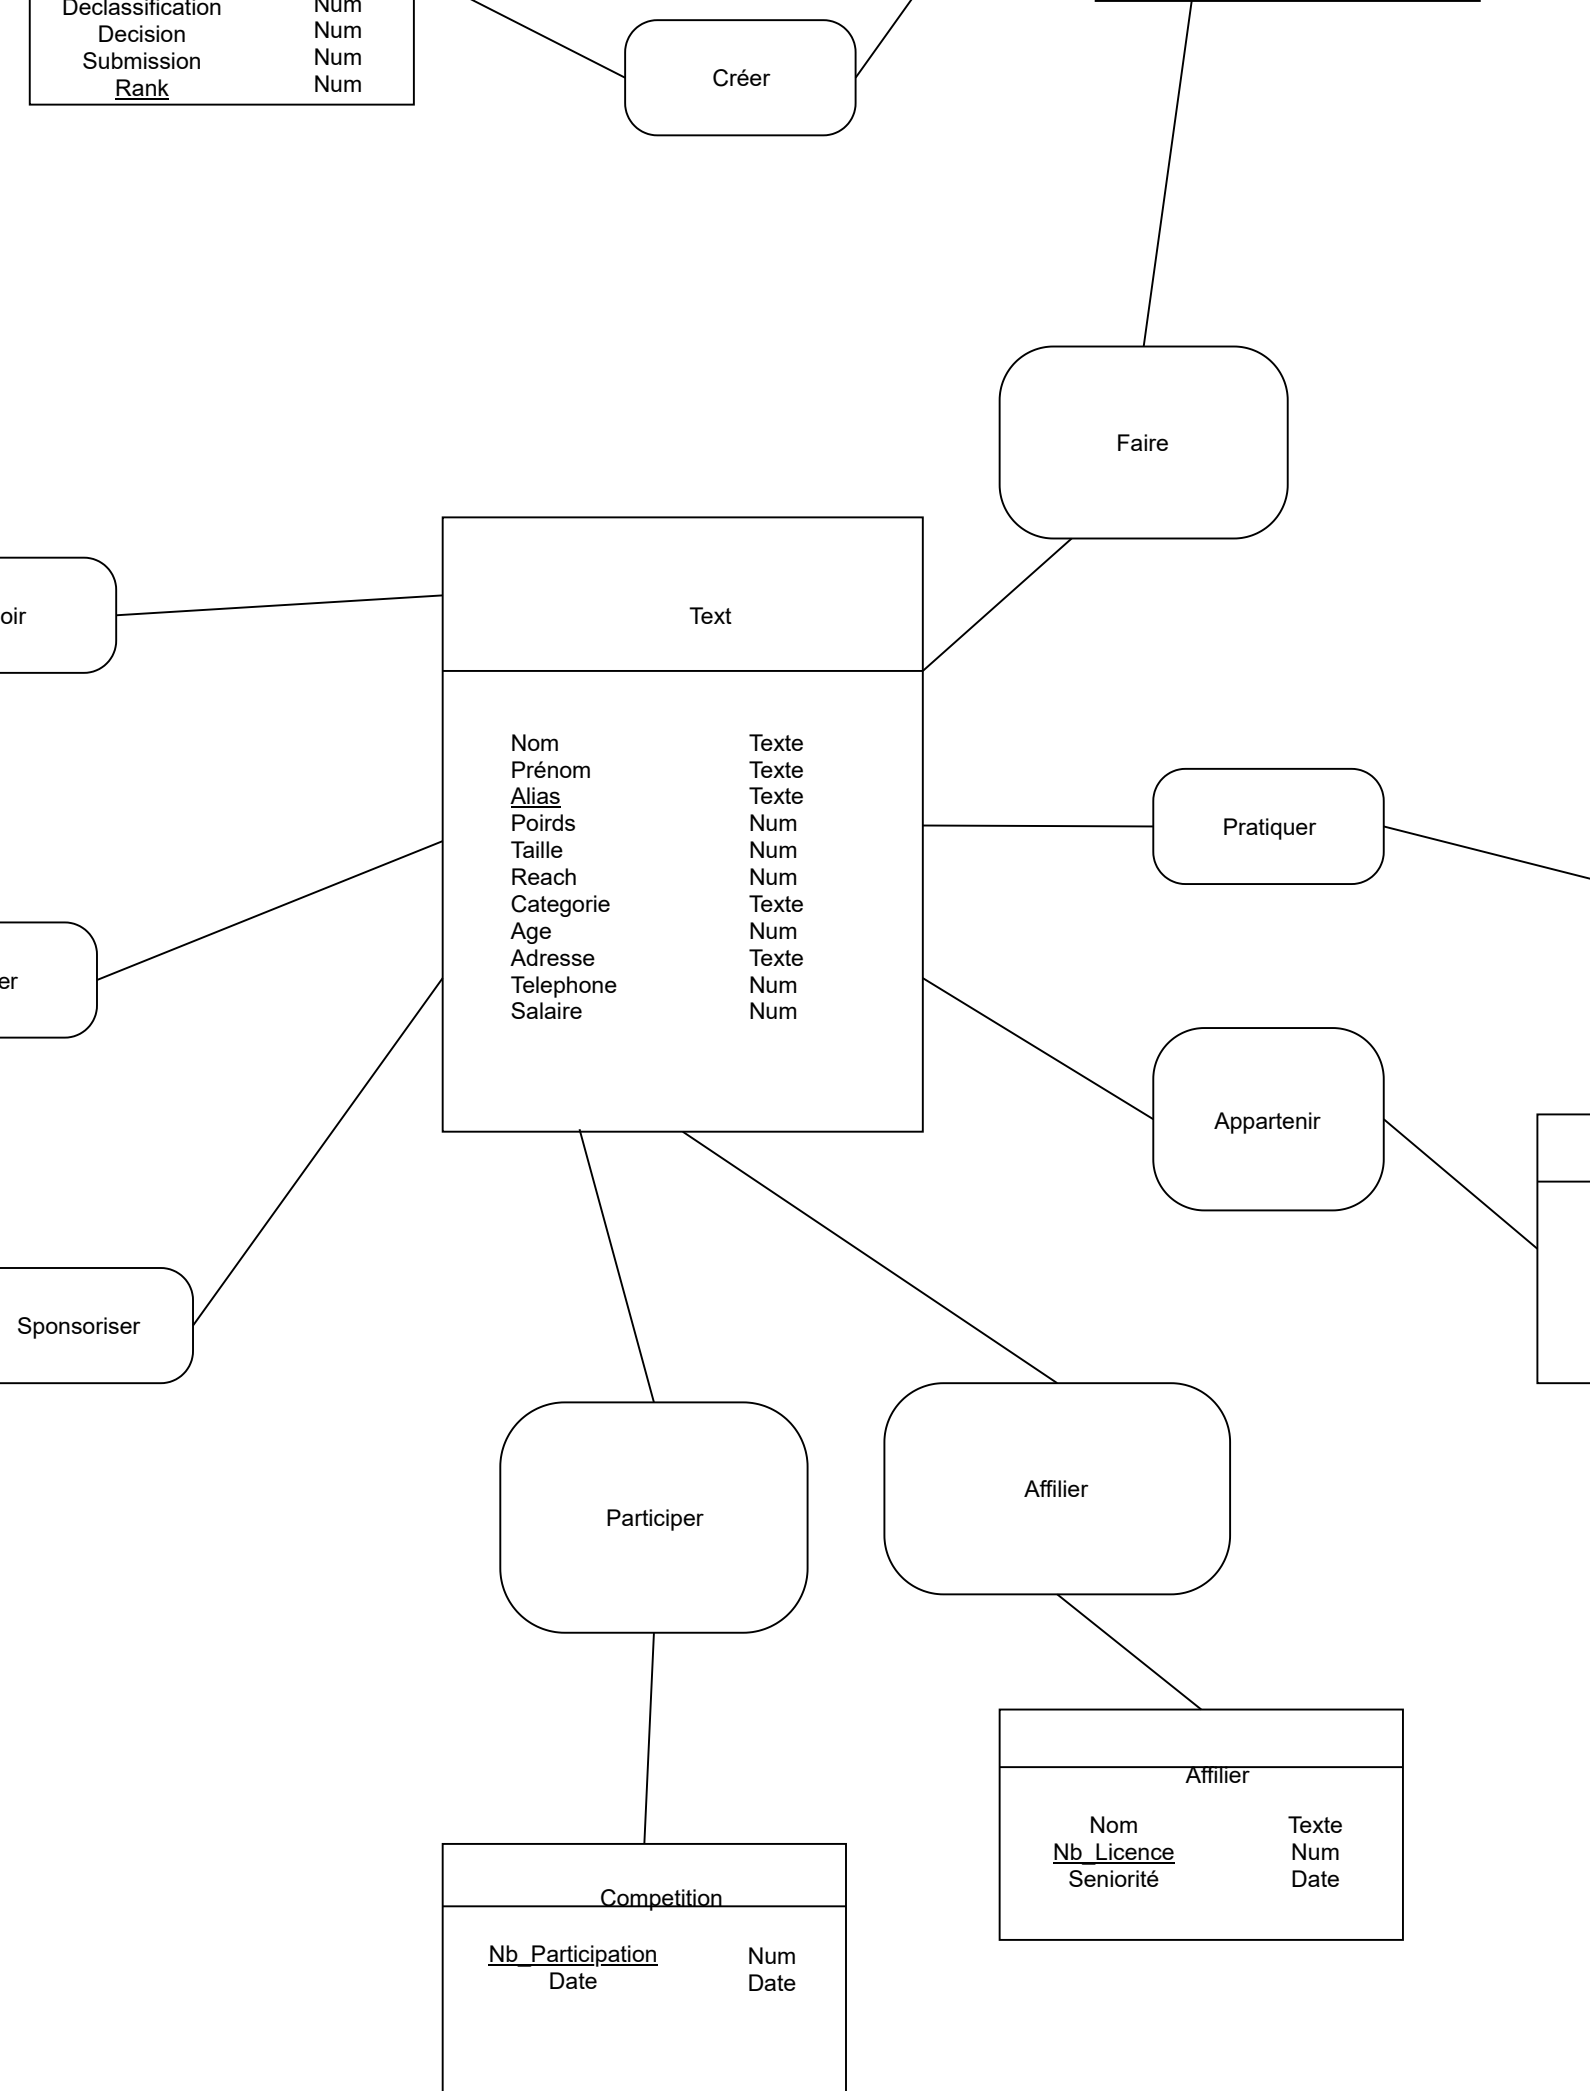 Declassification Num
Decision Num
Submission Num
Rank Num
Créer
Faire
Text
oir
Nom Texte
Prénom Texte
Alias Texte
Poirds Num
Taille Num
Reach Num
Categorie Texte
Age Num
Adresse Texte
Telephone Num
Salaire Num
Pratiquer
er
Appartenir
Sponsoriser
Participer
Affilier
Affilier
Nom Texte
Nb_Licence Num
Seniorité Date
Competition
Nb_Participation Num
Date Date